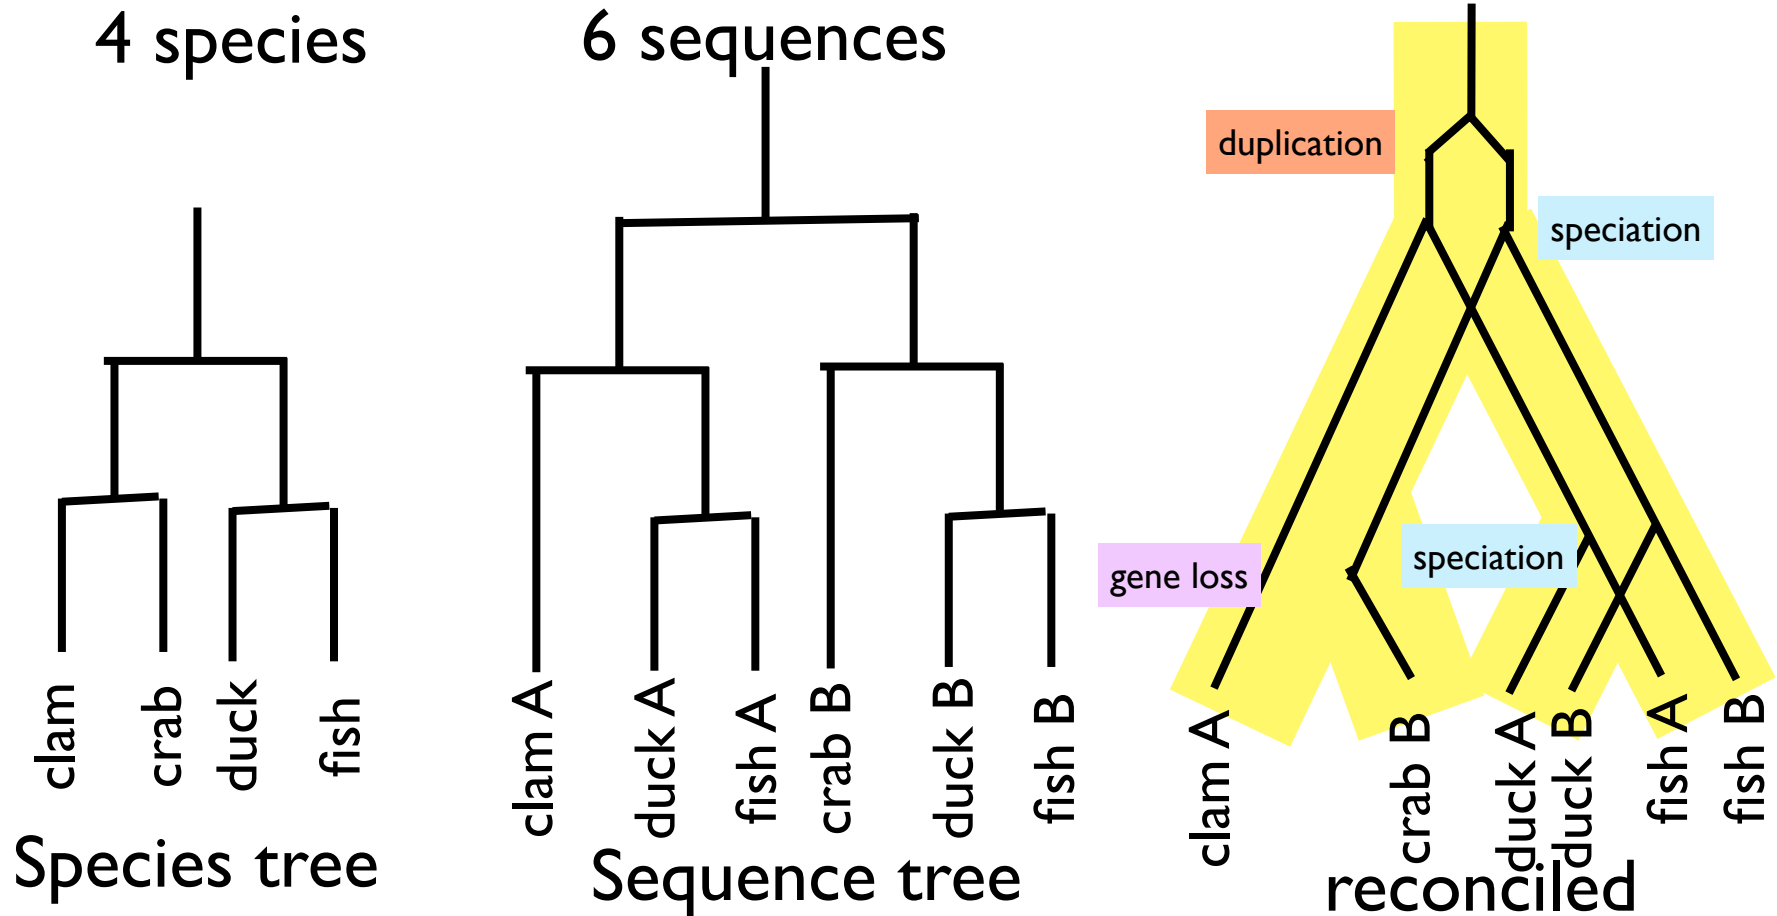 4 species
6 sequences
duplication
speciation
gene loss
speciation
clam
crab
duck
fish
clam A
duck A
fish A
crab B
duck B
fish B
clam A
crab B
duck A
duck B
fish A
fish B
Species tree
Sequence tree
reconciled